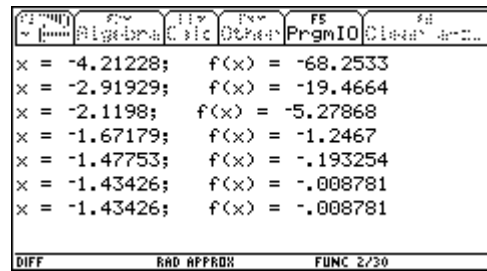 Algebra Calc Other F5 PrgmIO Clean
x = -4.21228; f(x) = -68.2533
x = -2.91929; f(x) = -19.4664
x = -2.1198; f(x) = -5.27868
x = -1.67179; f(x) = -1.2467
x = -1.47753; f(x) = -.193254
x = -1.43426; f(x) = -.008781
x = -1.43426; f(x) = -.008781
DIFF RAD APPROX FUNC 2/30